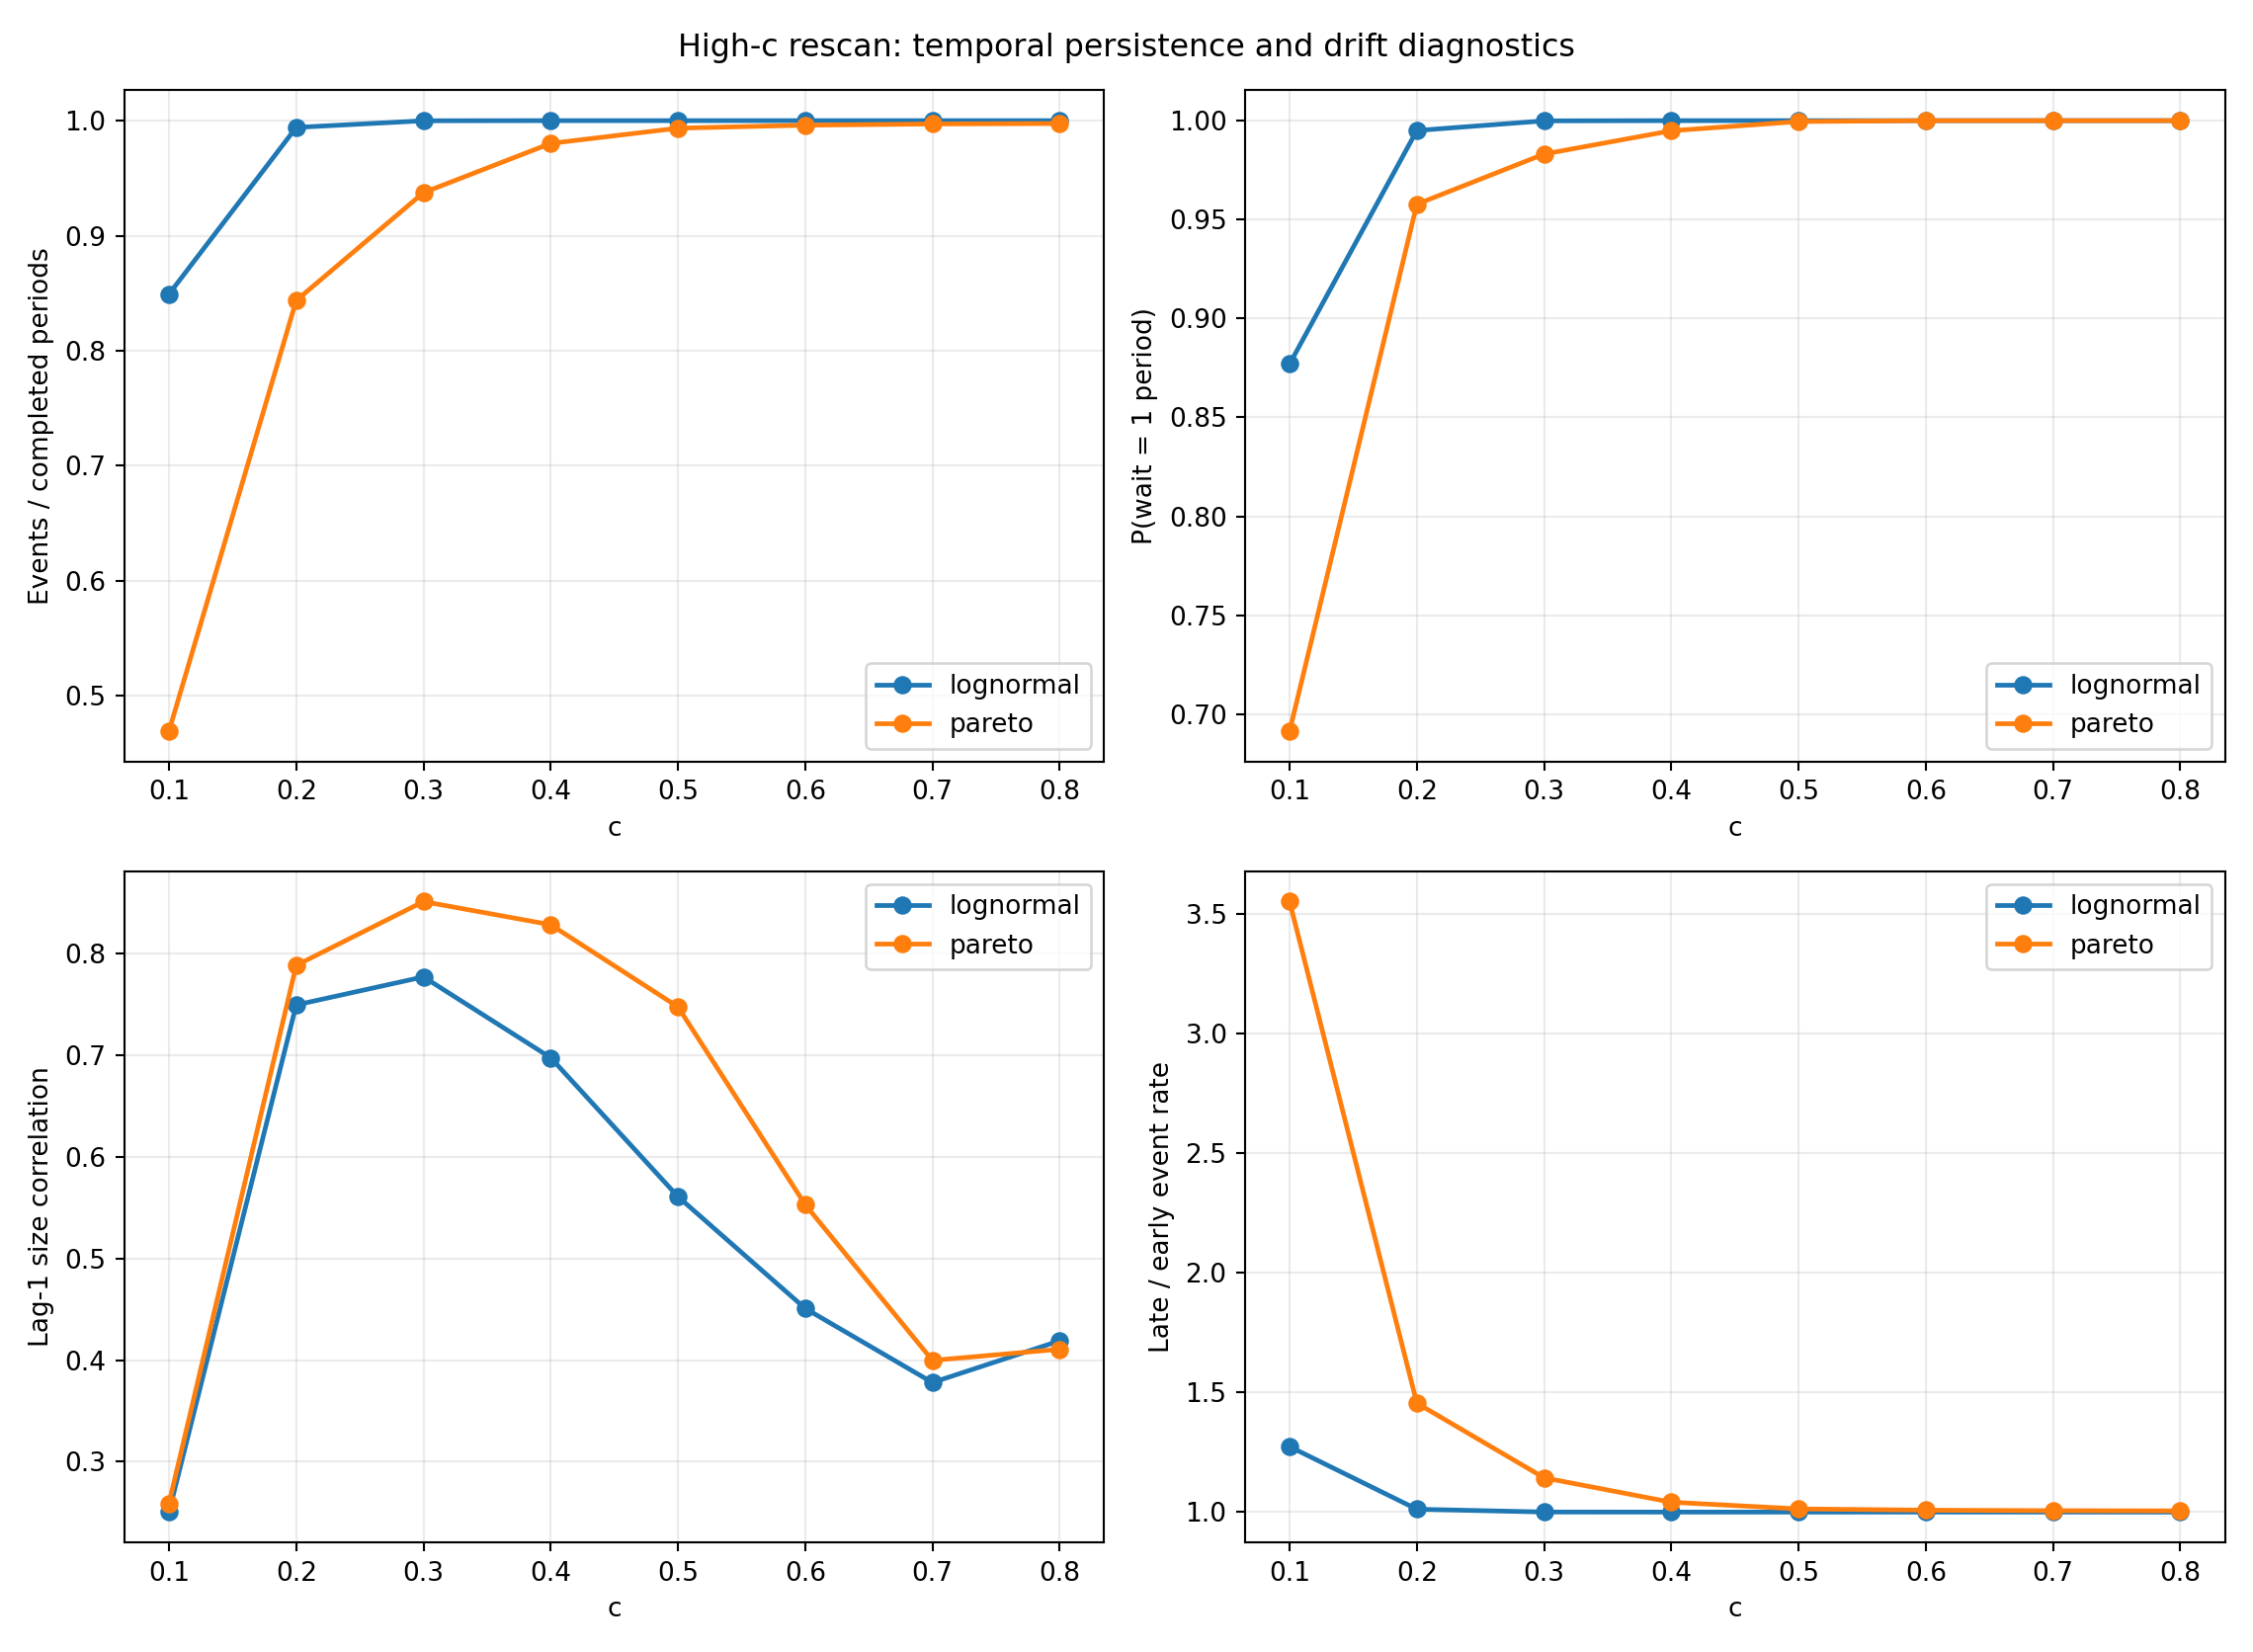 High-c rescan: temporal persistence and drift diagnostics
Events / completed periods
1.0
0.9
0.8
0.7
0.6
0.5
lognormal
pareto
0.1 0.2 0.3 0.4 0.5 0.6 0.7 0.8
c
P(wait = 1 period)
1.00
0.95
0.90
0.85
0.80
0.75
0.70
lognormal
pareto
0.1 0.2 0.3 0.4 0.5 0.6 0.7 0.8
c
Lag-1 size correlation
0.8
0.7
0.6
0.5
0.4
0.3
lognormal
pareto
0.1 0.2 0.3 0.4 0.5 0.6 0.7 0.8
c
Late / early event rate
3.5
3.0
2.5
2.0
1.5
1.0
lognormal
pareto
0.1 0.2 0.3 0.4 0.5 0.6 0.7 0.8
c